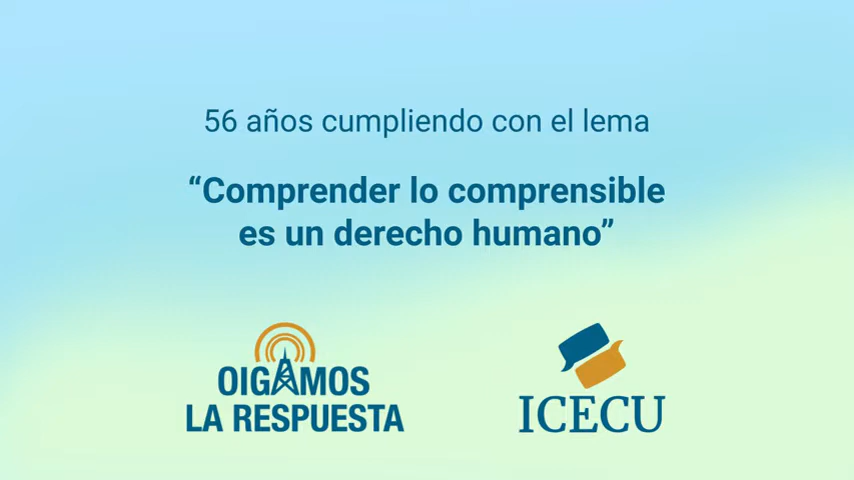 56 años cumpliendo con el lema
“Comprender lo comprensible
es un derecho humano”
OIGAMOS
LA RESPUESTA
ICECU